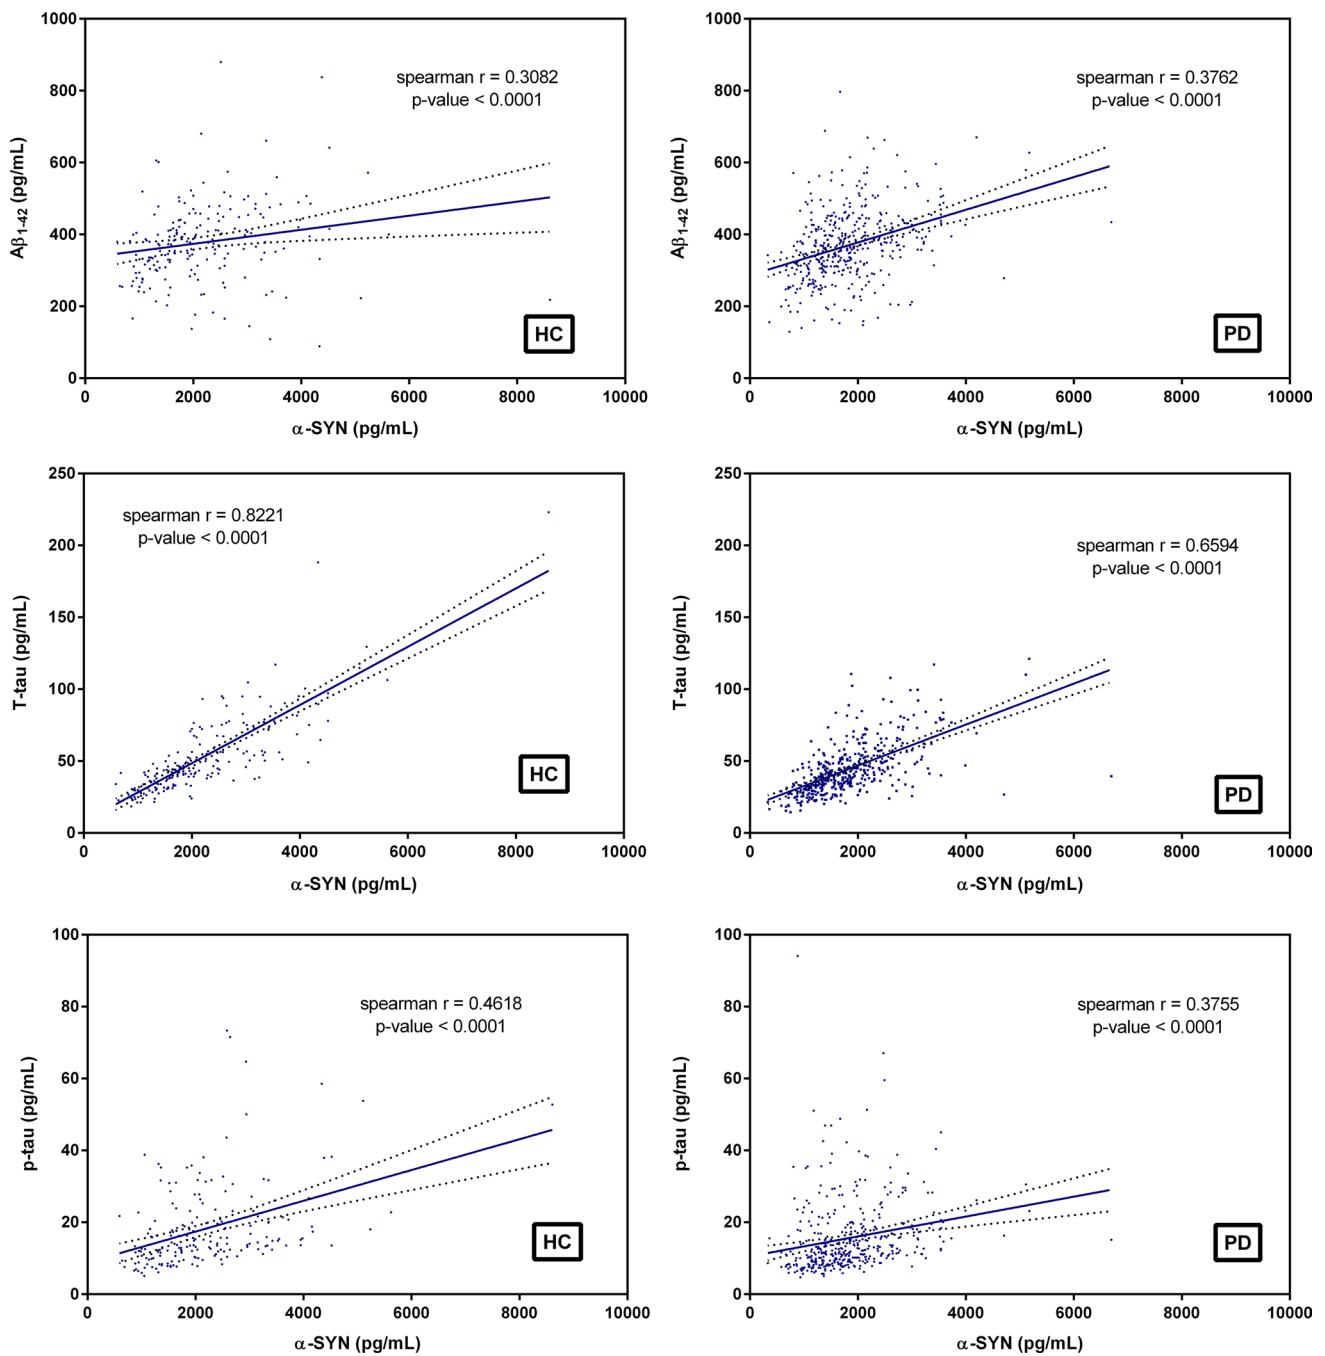 1000
800
600
400
200
0
Aβ1-42 (pg/mL)
spearman r = 0.3082
p-value < 0.0001
HC
0 2000 4000 6000 8000 10000
α-SYN (pg/mL)
1000
800
600
400
200
0
Aβ1-42 (pg/mL)
spearman r = 0.3762
p-value < 0.0001
PD
0 2000 4000 6000 8000 10000
α-SYN (pg/mL)
250
200
150
100
50
0
T-tau (pg/mL)
spearman r = 0.8221
p-value < 0.0001
HC
0 2000 4000 6000 8000 10000
α-SYN (pg/mL)
250
200
150
100
50
0
T-tau (pg/mL)
spearman r = 0.6594
p-value < 0.0001
PD
0 2000 4000 6000 8000 10000
α-SYN (pg/mL)
100
80
60
40
20
0
p-tau (pg/mL)
spearman r = 0.4618
p-value < 0.0001
HC
0 2000 4000 6000 8000 10000
α-SYN (pg/mL)
100
80
60
40
20
0
p-tau (pg/mL)
spearman r = 0.3755
p-value < 0.0001
PD
0 2000 4000 6000 8000 10000
α-SYN (pg/mL)